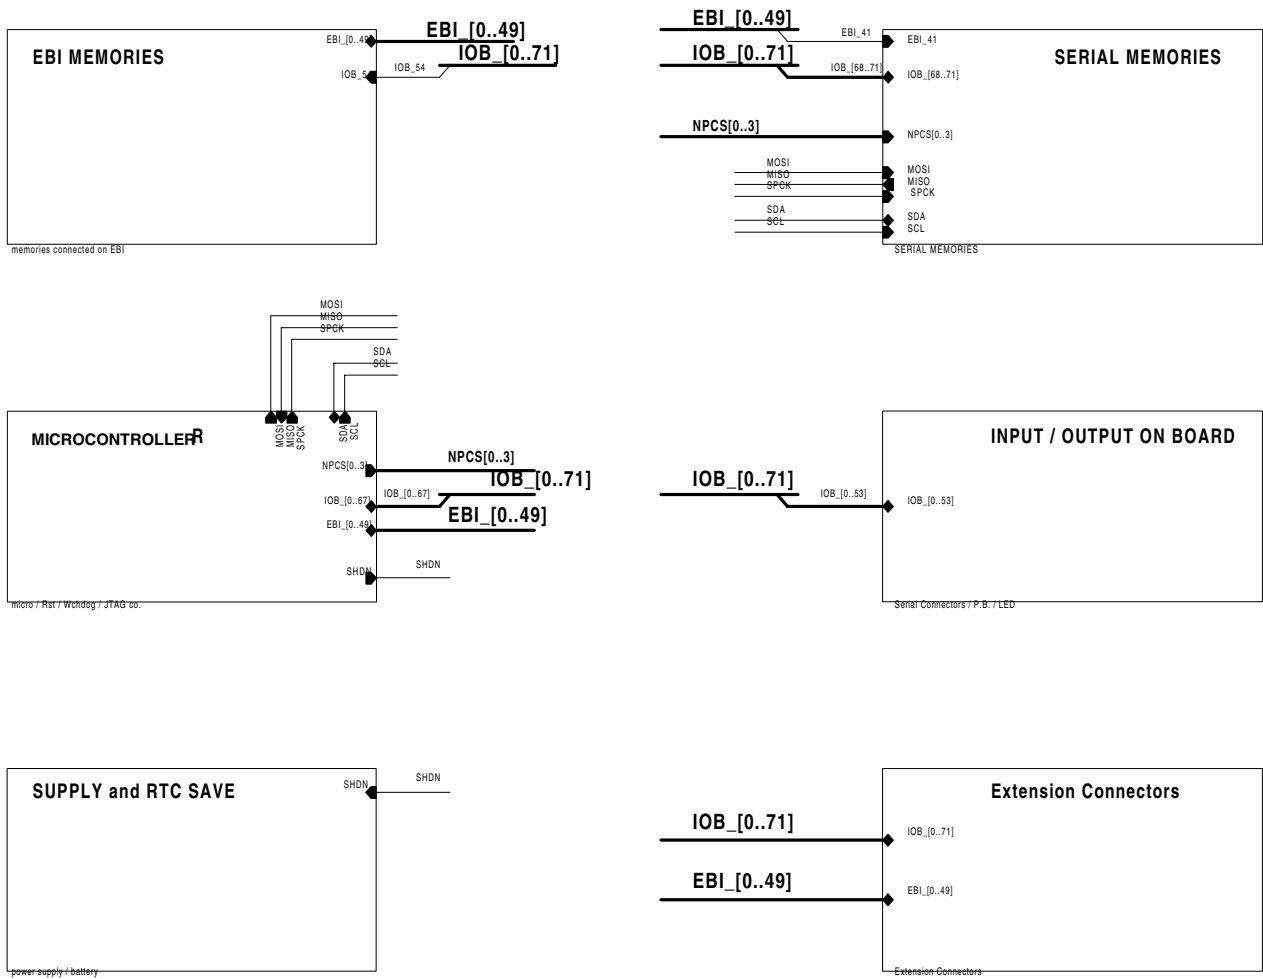 EBI MEMORIES
EBI_[0..49]
EBI_[0..49]
IOB_[0..71]
IOB_5
IOB_54
memories connected on EBI
EBI_[0..49]
EBI_41
EBI_41
SERIAL MEMORIES
IOB_[0..71]
IOB_[68..71]
IOB_[68..71]
NPCS[0..3]
NPCS[0..3]
MOSI
MOSI
MISO
MISO
SPCK
SPCK
SDA
SDA
SCL
SCL
SERIAL MEMORIES
MOSI
MISO
SPCK
SDA
SCL
MICROCONTROLLER
R
MOSI
MISO
SPCK
SDA
SCL
NPCS[0..3]
NPCS[0..3]
IOB_[0..71]
IOB_[0..67]
IOB_[0..67]
EBI_[0..49]
EBI_[0..49]
SHDN
SHDN
micro / Rst / Wchdog / JTAG co.
INPUT / OUTPUT ON BOARD
IOB_[0..71]
IOB_[0..53]
IOB_[0..53]
Serial Connectors / P.B. / LED
SUPPLY and RTC SAVE
SHDN
SHDN
power supply / battery
Extension Connectors
IOB_[0..71]
IOB_[0..71]
EBI_[0..49]
EBI_[0..49]
Extension Connectors